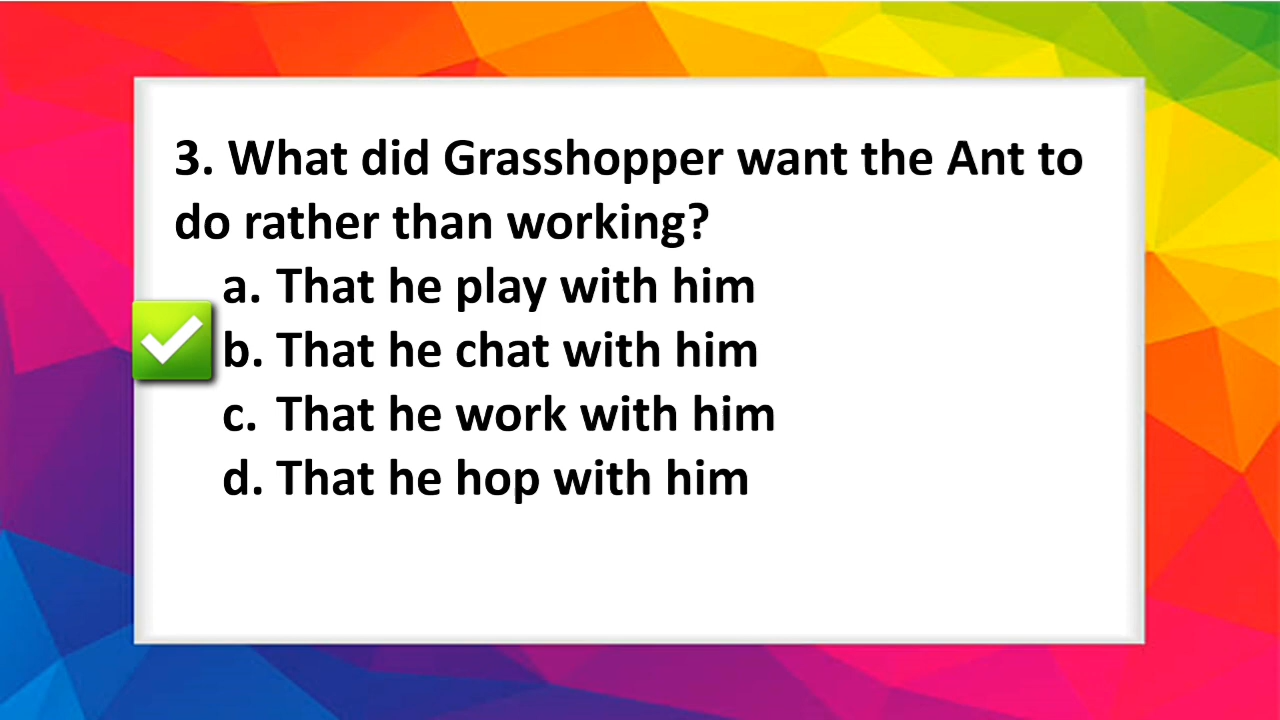 3. What did Grasshopper want the Ant to
do rather than working?
a. That he play with him
b. That he chat with him
c. That he work with him
d. That he hop with him